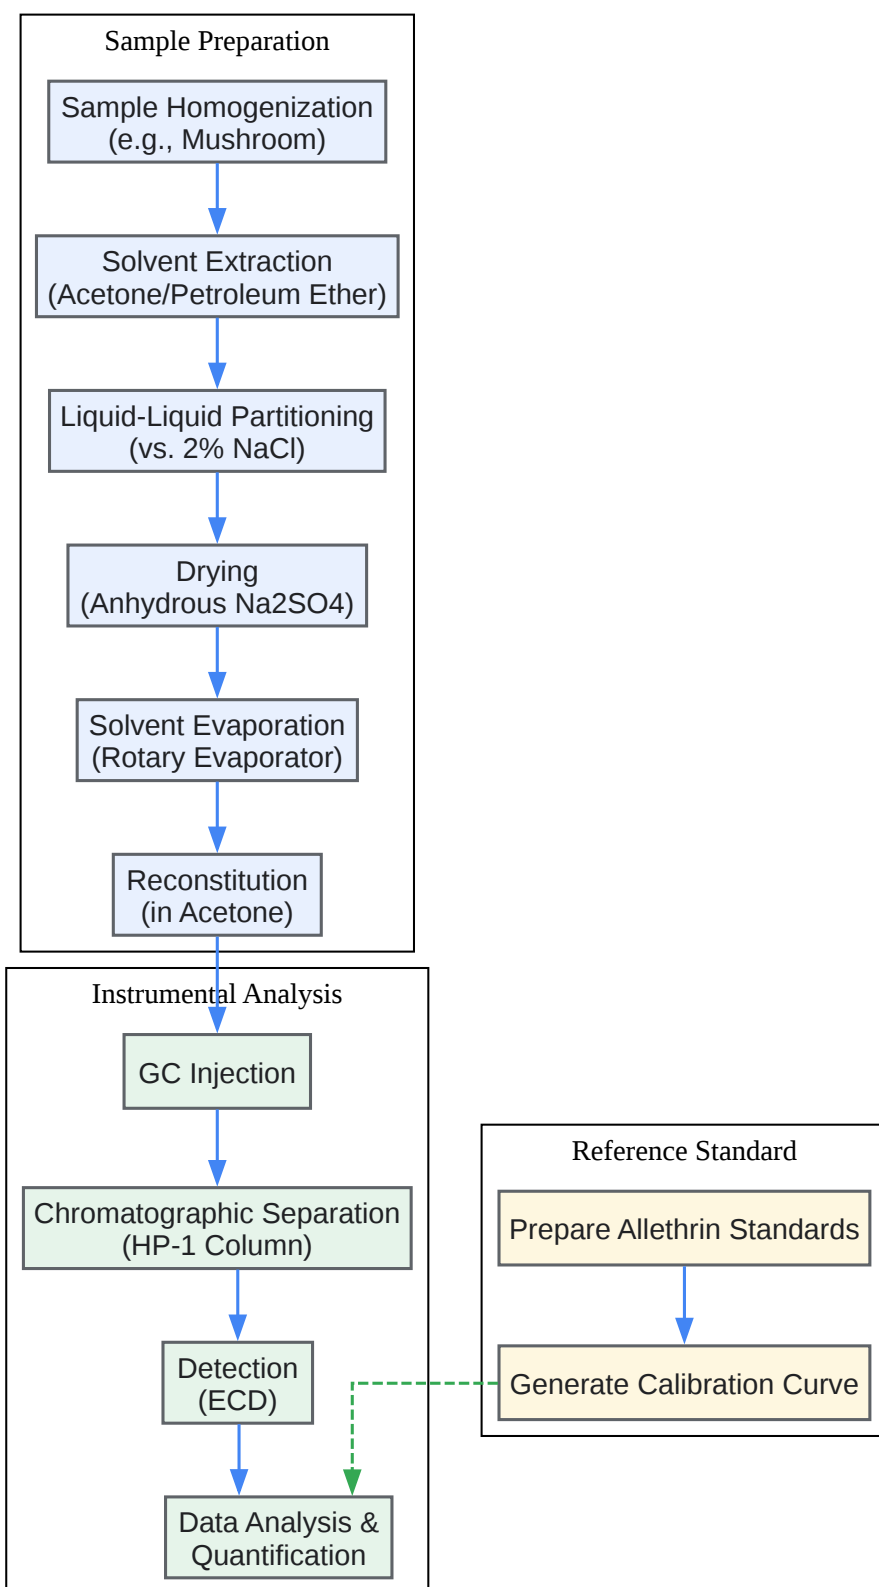 Sample Preparation
Sample Homogenization
(e.g., Mushroom)
Solvent Extraction
(Acetone/Petroleum Ether)
Liquid-Liquid Partitioning
(vs. 2% NaCl)
Drying
(Anhydrous Na2SO4)
Solvent Evaporation
(Rotary Evaporator)
Reconstitution
(in Acetone)
Instrumental Analysis
GC Injection
Chromatographic Separation
(HP-1 Column)
Detection
(ECD)
Data Analysis &
Quantification
Reference Standard
Prepare Allethrin Standards
Generate Calibration Curve